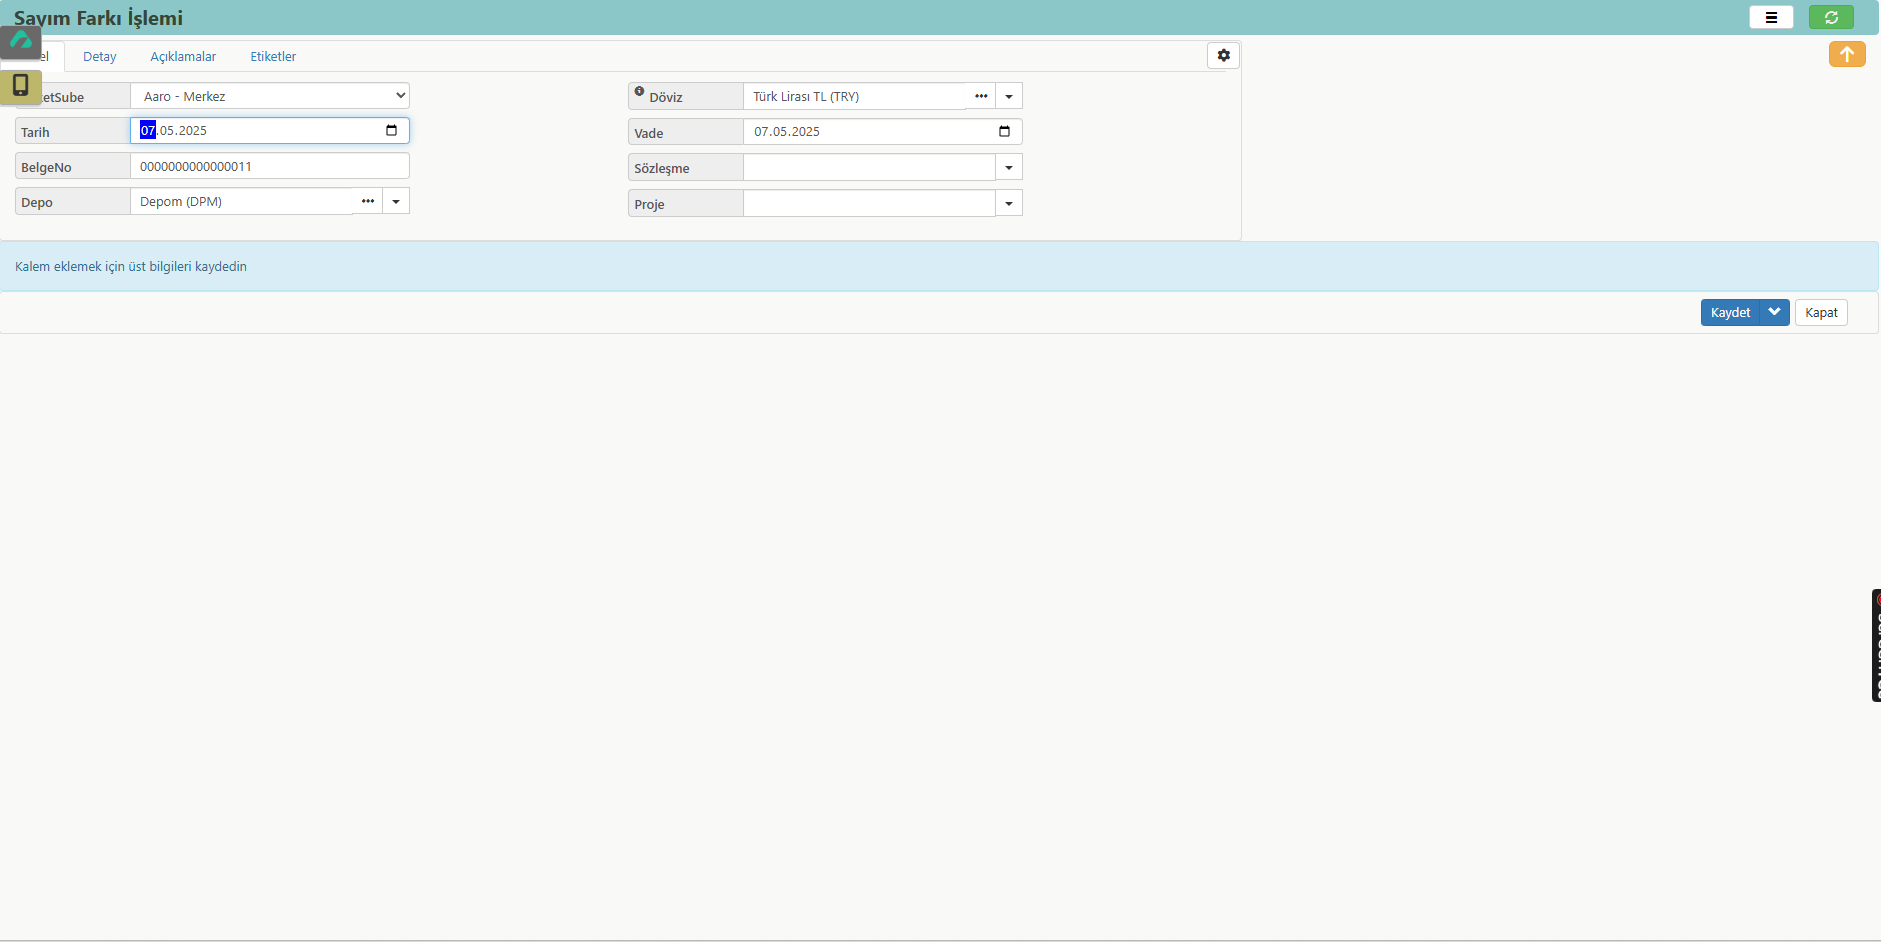 Sayım Farkı İşlemi
el Detay Açıklamalar Etiketler
etSube Aaro - Merkez
Döviz Türk Lirası TL (TRY)
Tarih 07.05.2025
Vade 07.05.2025
BelgeNo 0000000000000011
Sözleşme
Depo Depom (DPM)
Proje
Kalem eklemek için üst bilgileri kaydedin
Kaydet Kapat